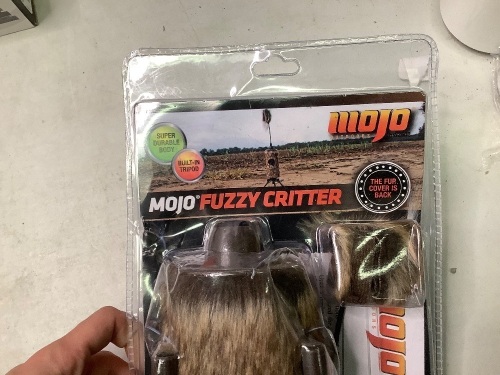 MOJO
SUPER
DURABLE
BODY
BUILT-IN
TRIPOD
MOJO® FUZZY CRITTER
THE FUR
COVER IS
BACK